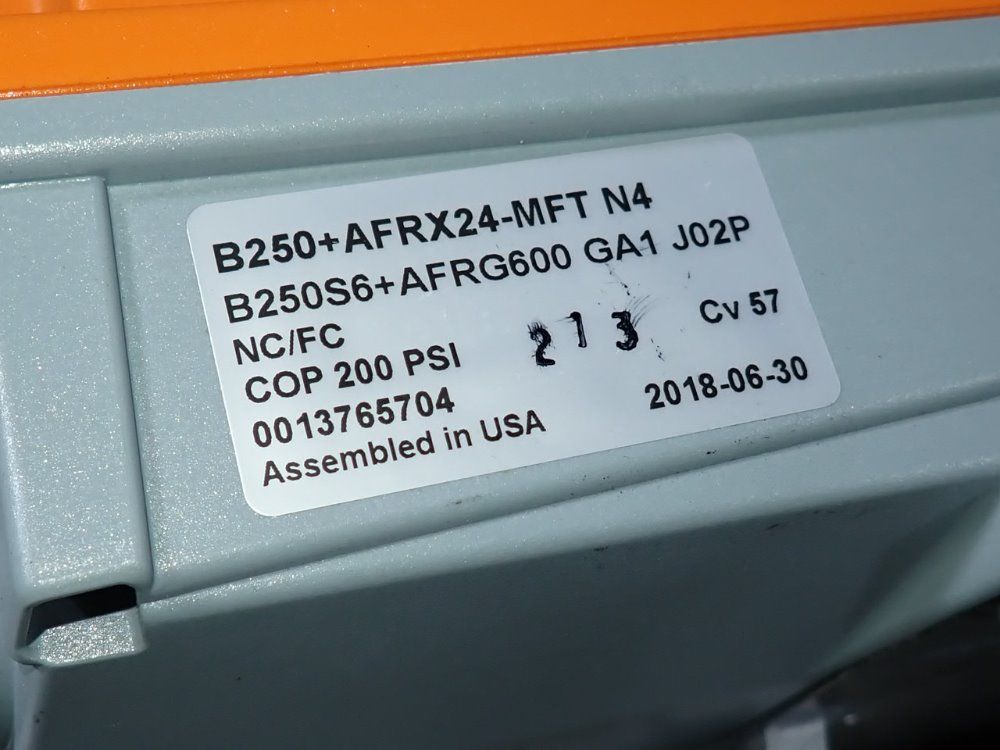 B250+AFRX24-MFT N4
B250S6+AFRG600 GA1 J02P
NC/FC
COP 200 PSI
213
Cv 57
0013765704
2018-06-30
Assembled in USA